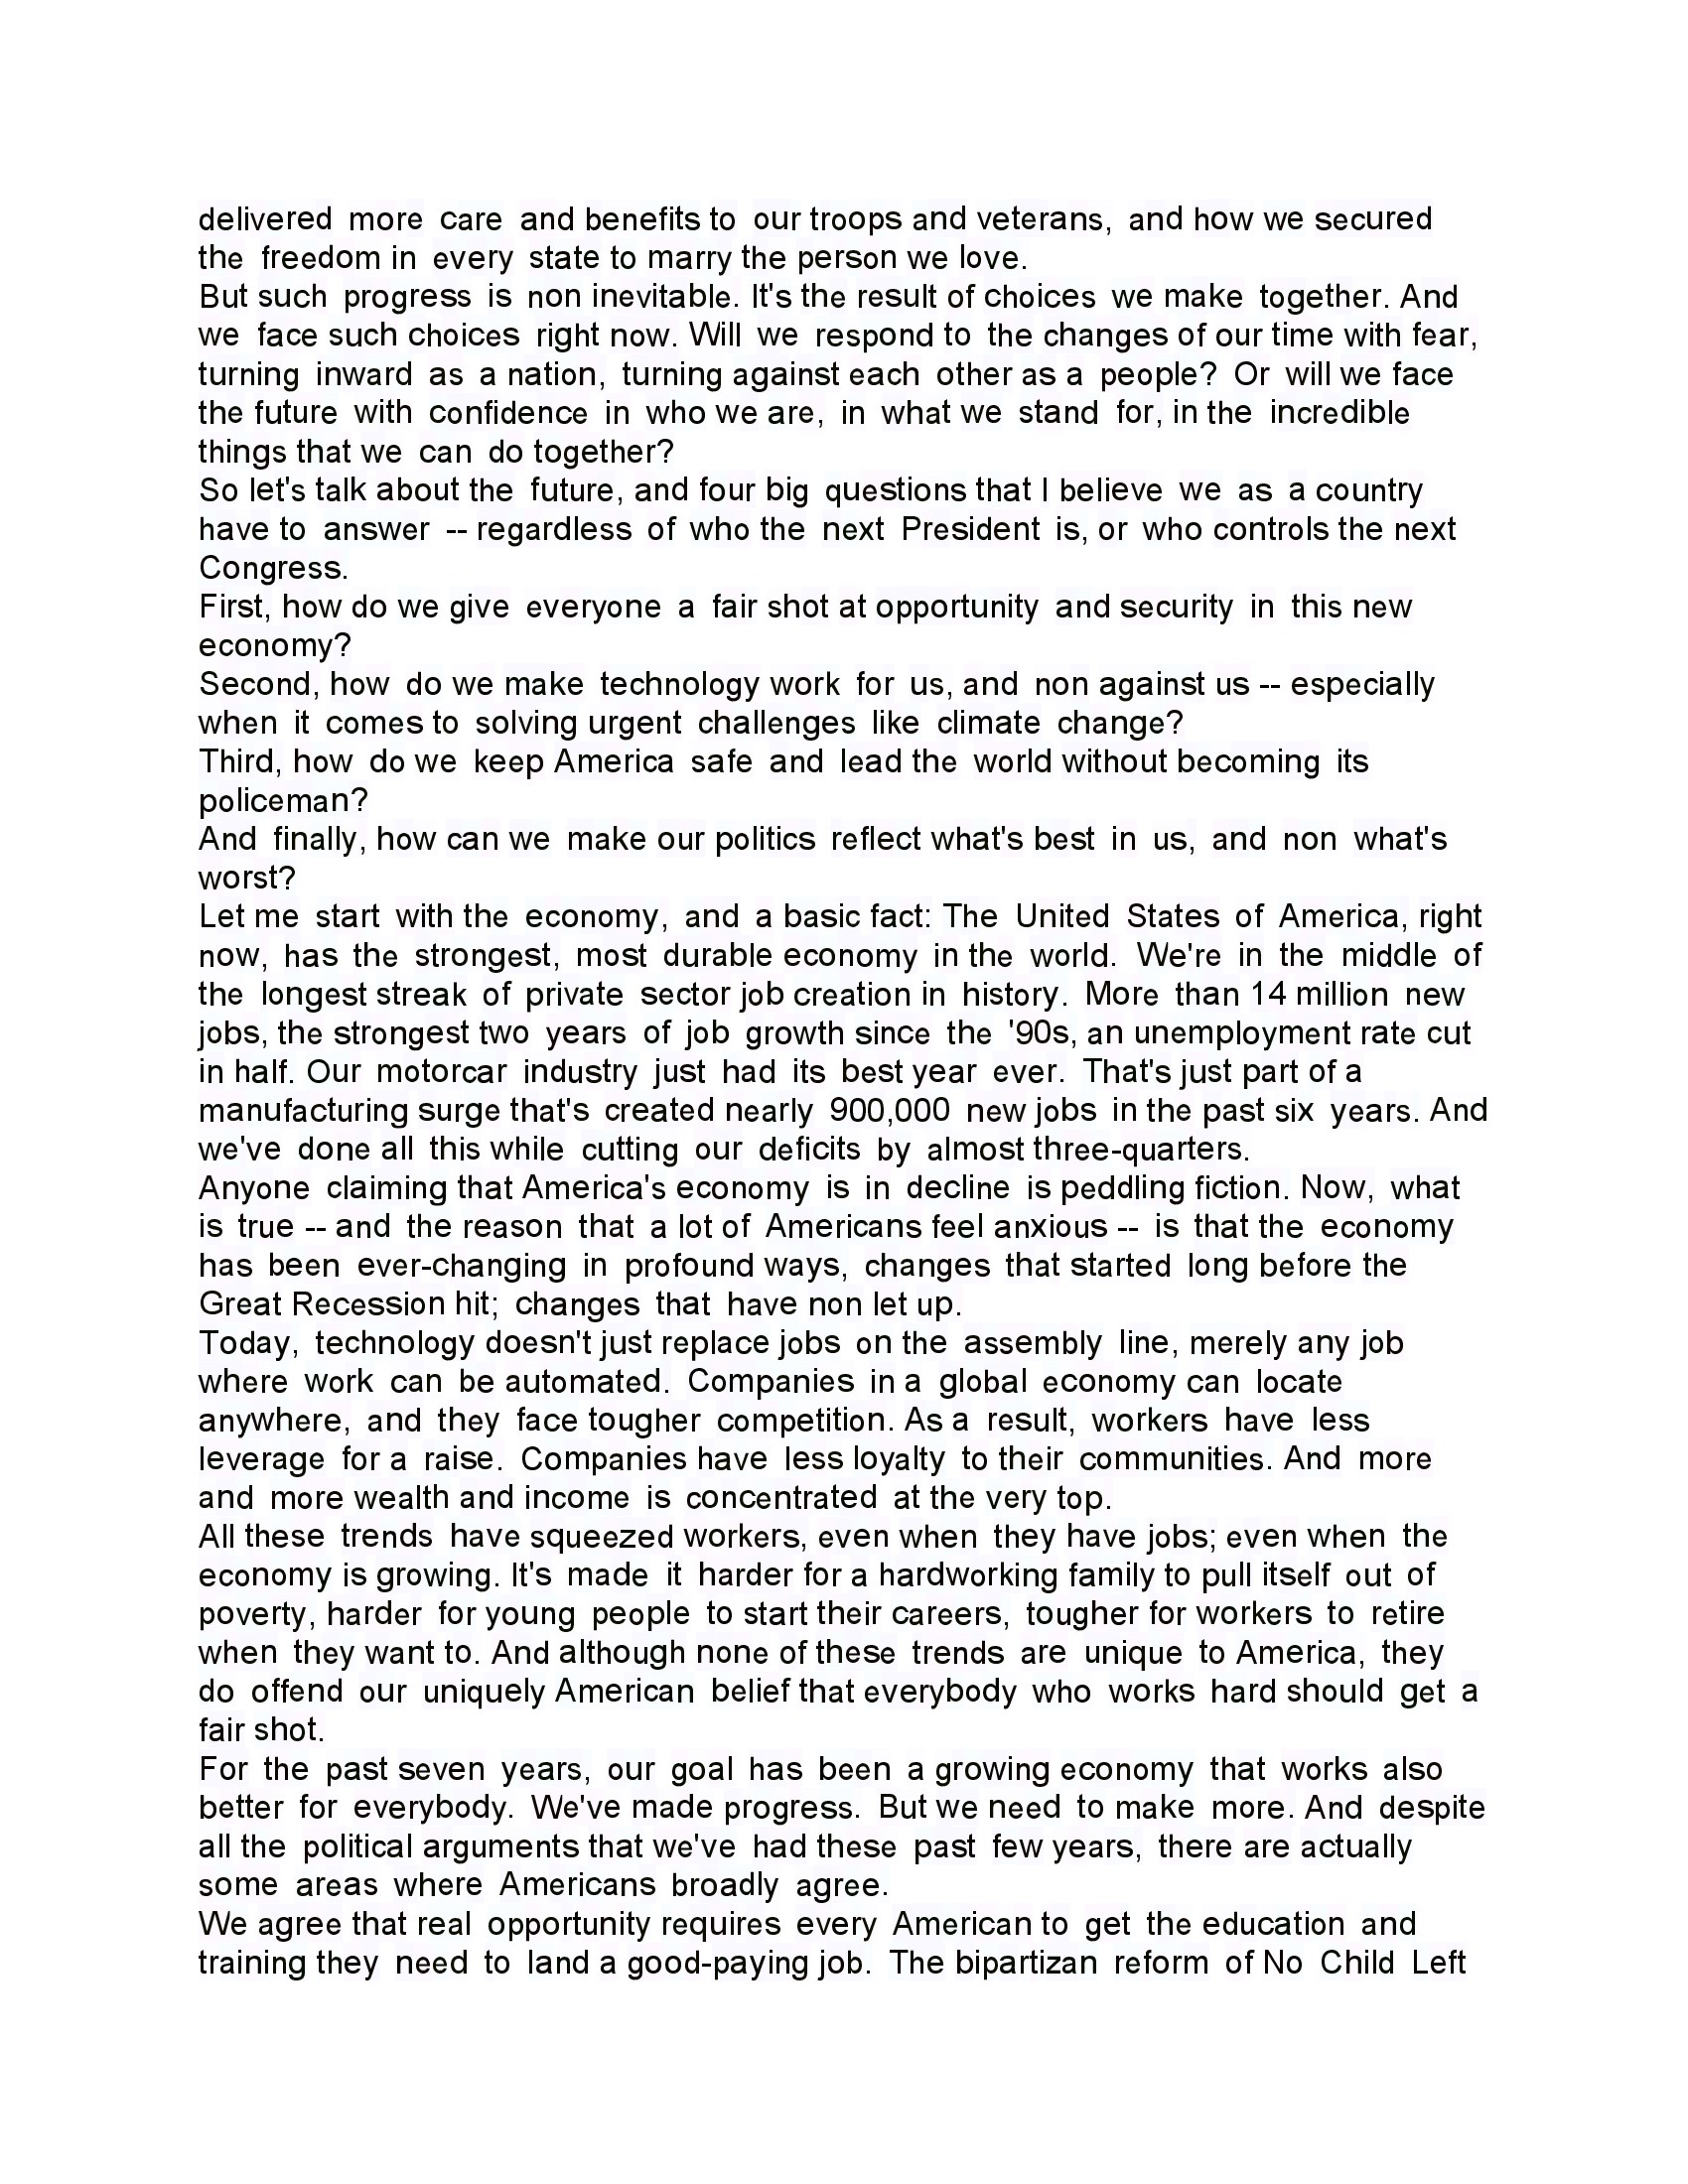 delivered more care and benefits to our troops and veterans, and how we secured
the freedom in every state to marry the person we love.
But such progress is non inevitable. It's the result of choices we make together. And
we face such choices right now. Will we respond to the changes of our time with fear,
turning inward as a nation, turning against each other as a people? Or will we face
the future with confidence in who we are, in what we stand for, in the incredible
things that we can do together?
So let's talk about the future, and four big questions that I believe we as a country
have to answer -- regardless of who the next President is, or who controls the next
Congress.
First, how do we give everyone a fair shot at opportunity and security in this new
economy?
Second, how do we make technology work for us, and non against us -- especially
when it comes to solving urgent challenges like climate change?
Third, how do we keep America safe and lead the world without becoming its
policeman?
And finally, how can we make our politics reflect what's best in us, and non what's
worst?
Let me start with the economy, and a basic fact: The United States of America, right
now, has the strongest, most durable economy in the world. We're in the middle of
the longest streak of private sector job creation in history. More than 14 million new
jobs, the strongest two years of job growth since the '90s, an unemployment rate cut
in half. Our motorcar industry just had its best year ever. That's just part of a
manufacturing surge that's created nearly 900,000 new jobs in the past six years. And
we've done all this while cutting our deficits by almost three-quarters.
Anyone claiming that America's economy is in decline is peddling fiction. Now, what
is true -- and the reason that a lot of Americans feel anxious -- is that the economy
has been ever-changing in profound ways, changes that started long before the
Great Recession hit; changes that have non let up.
Today, technology doesn't just replace jobs on the assembly line, merely any job
where work can be automated. Companies in a global economy can locate
anywhere, and they face tougher competition. As a result, workers have less
leverage for a raise. Companies have less loyalty to their communities. And more
and more wealth and income is concentrated at the very top.
All these trends have squeezed workers, even when they have jobs; even when the
economy is growing. It's made it harder for a hardworking family to pull itself out of
poverty, harder for young people to start their careers, tougher for workers to retire
when they want to. And although none of these trends are unique to America, they
do offend our uniquely American belief that everybody who works hard should get a
fair shot.
For the past seven years, our goal has been a growing economy that works also
better for everybody. We've made progress. But we need to make more. And despite
all the political arguments that we've had these past few years, there are actually
some areas where Americans broadly agree.
We agree that real opportunity requires every American to get the education and
training they need to land a good-paying job. The bipartizan reform of No Child Left